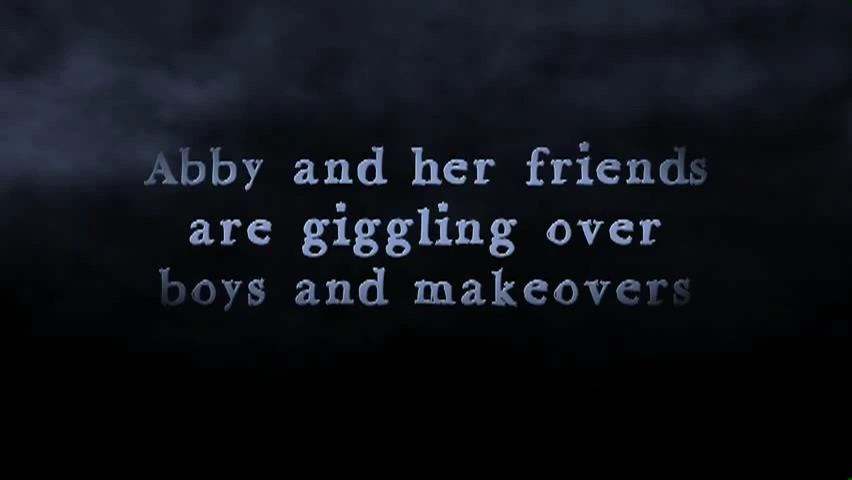 Abby and her friends
are giggling over
boys and makeovers